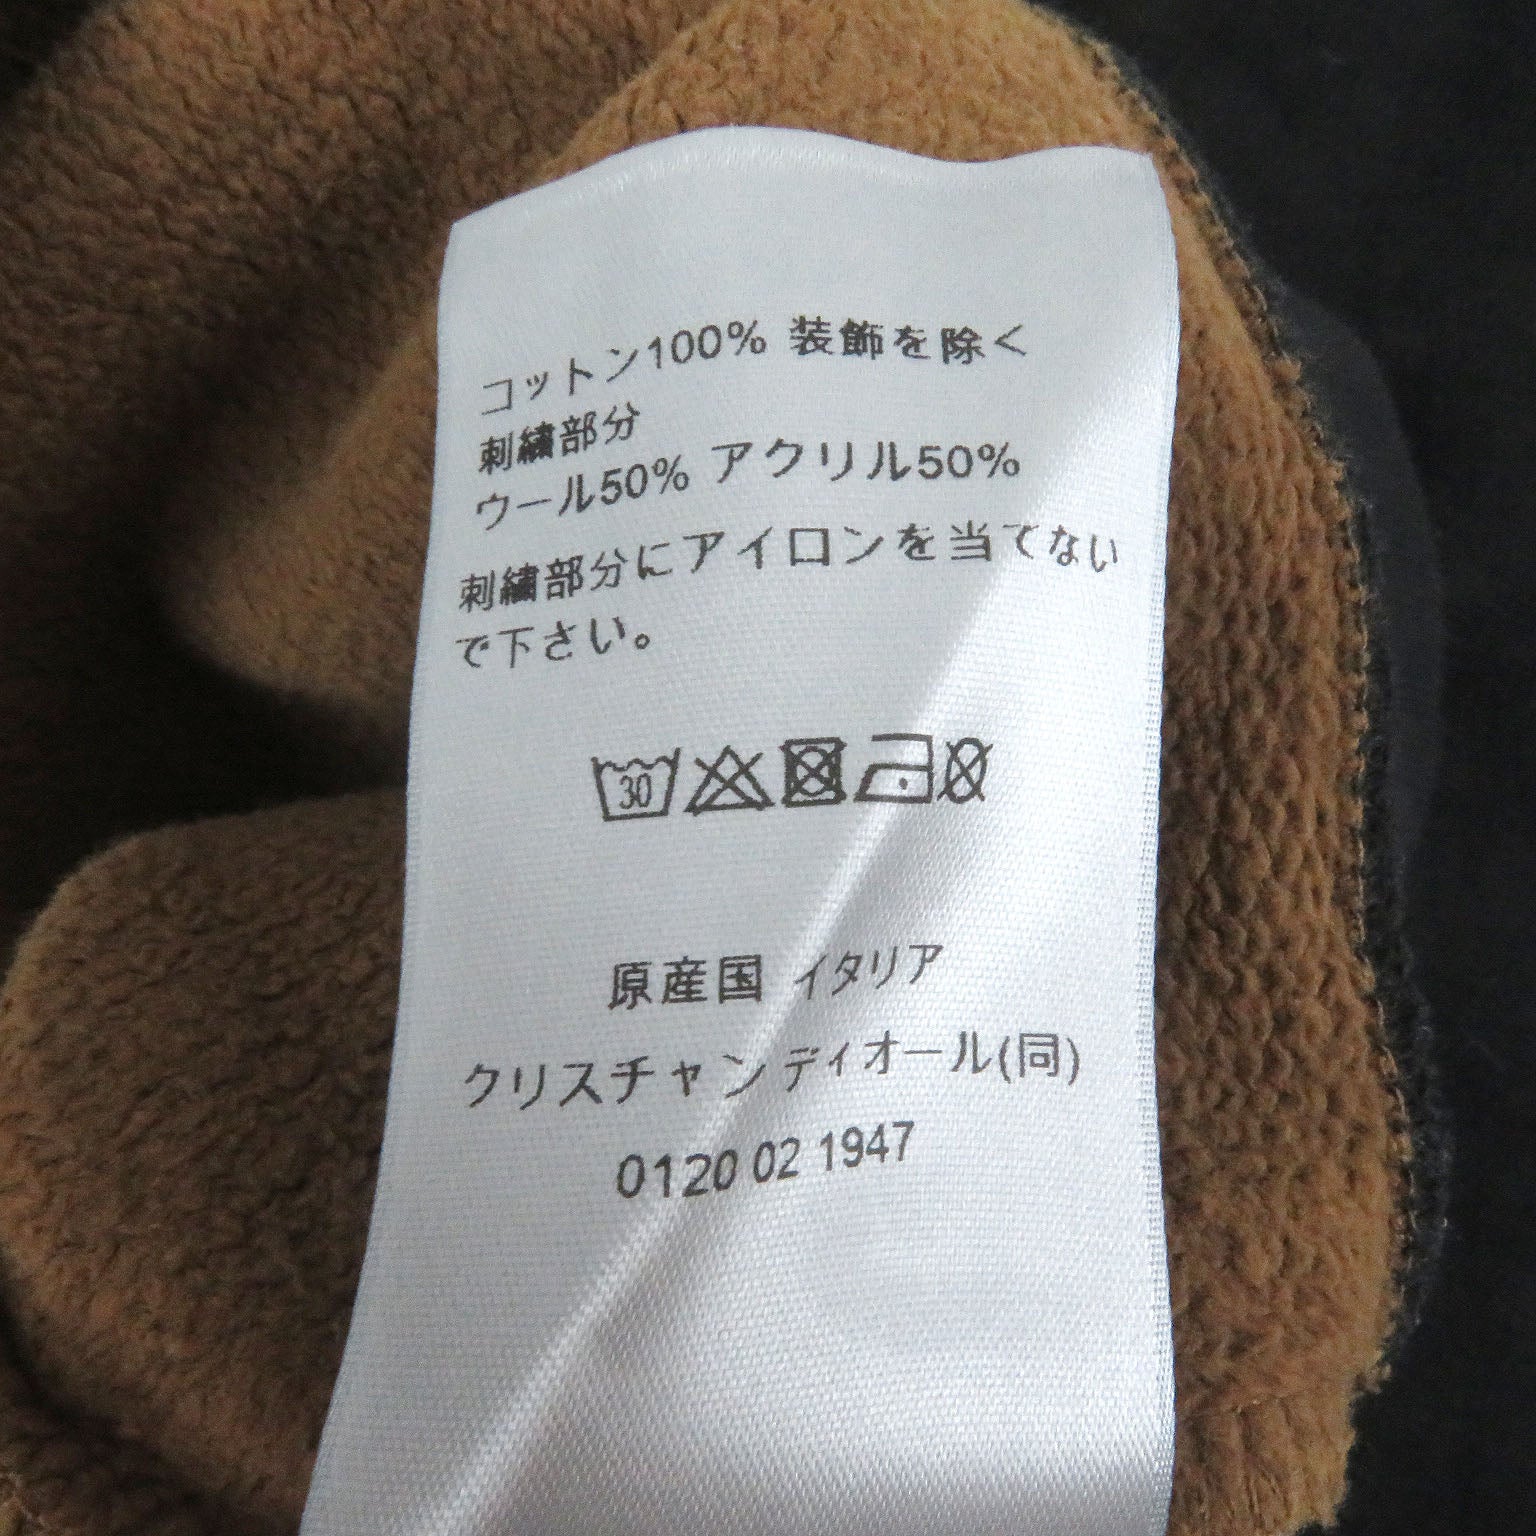 コットン100% 装飾を除く
刺繍部分
ウール50% アクリル50%
刺繍部分にアイロンを当てない
で下さい。
30
原産国 イタリア
クリスチャン ディオール(同)
0120 02 1947